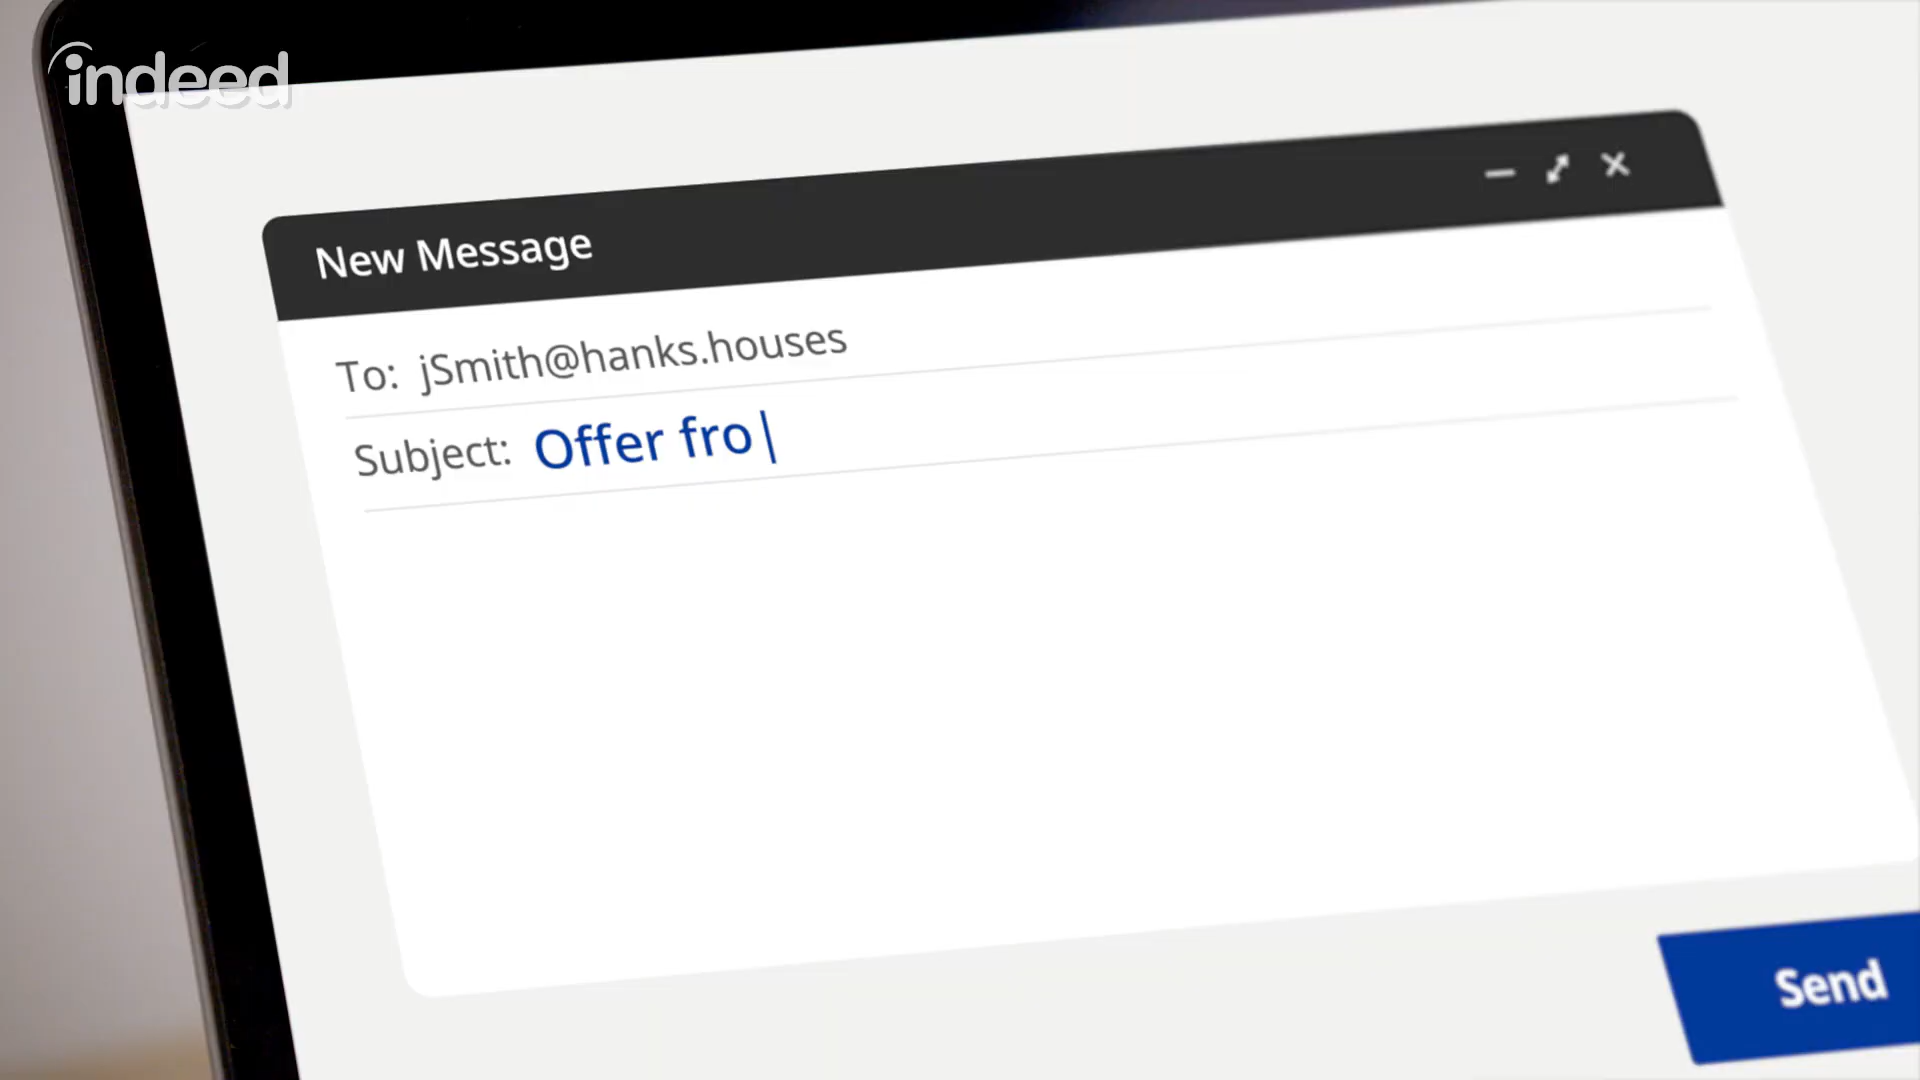 indeed
New Message
To: jSmith@hanks.houses
Subject: Offer fro
Send